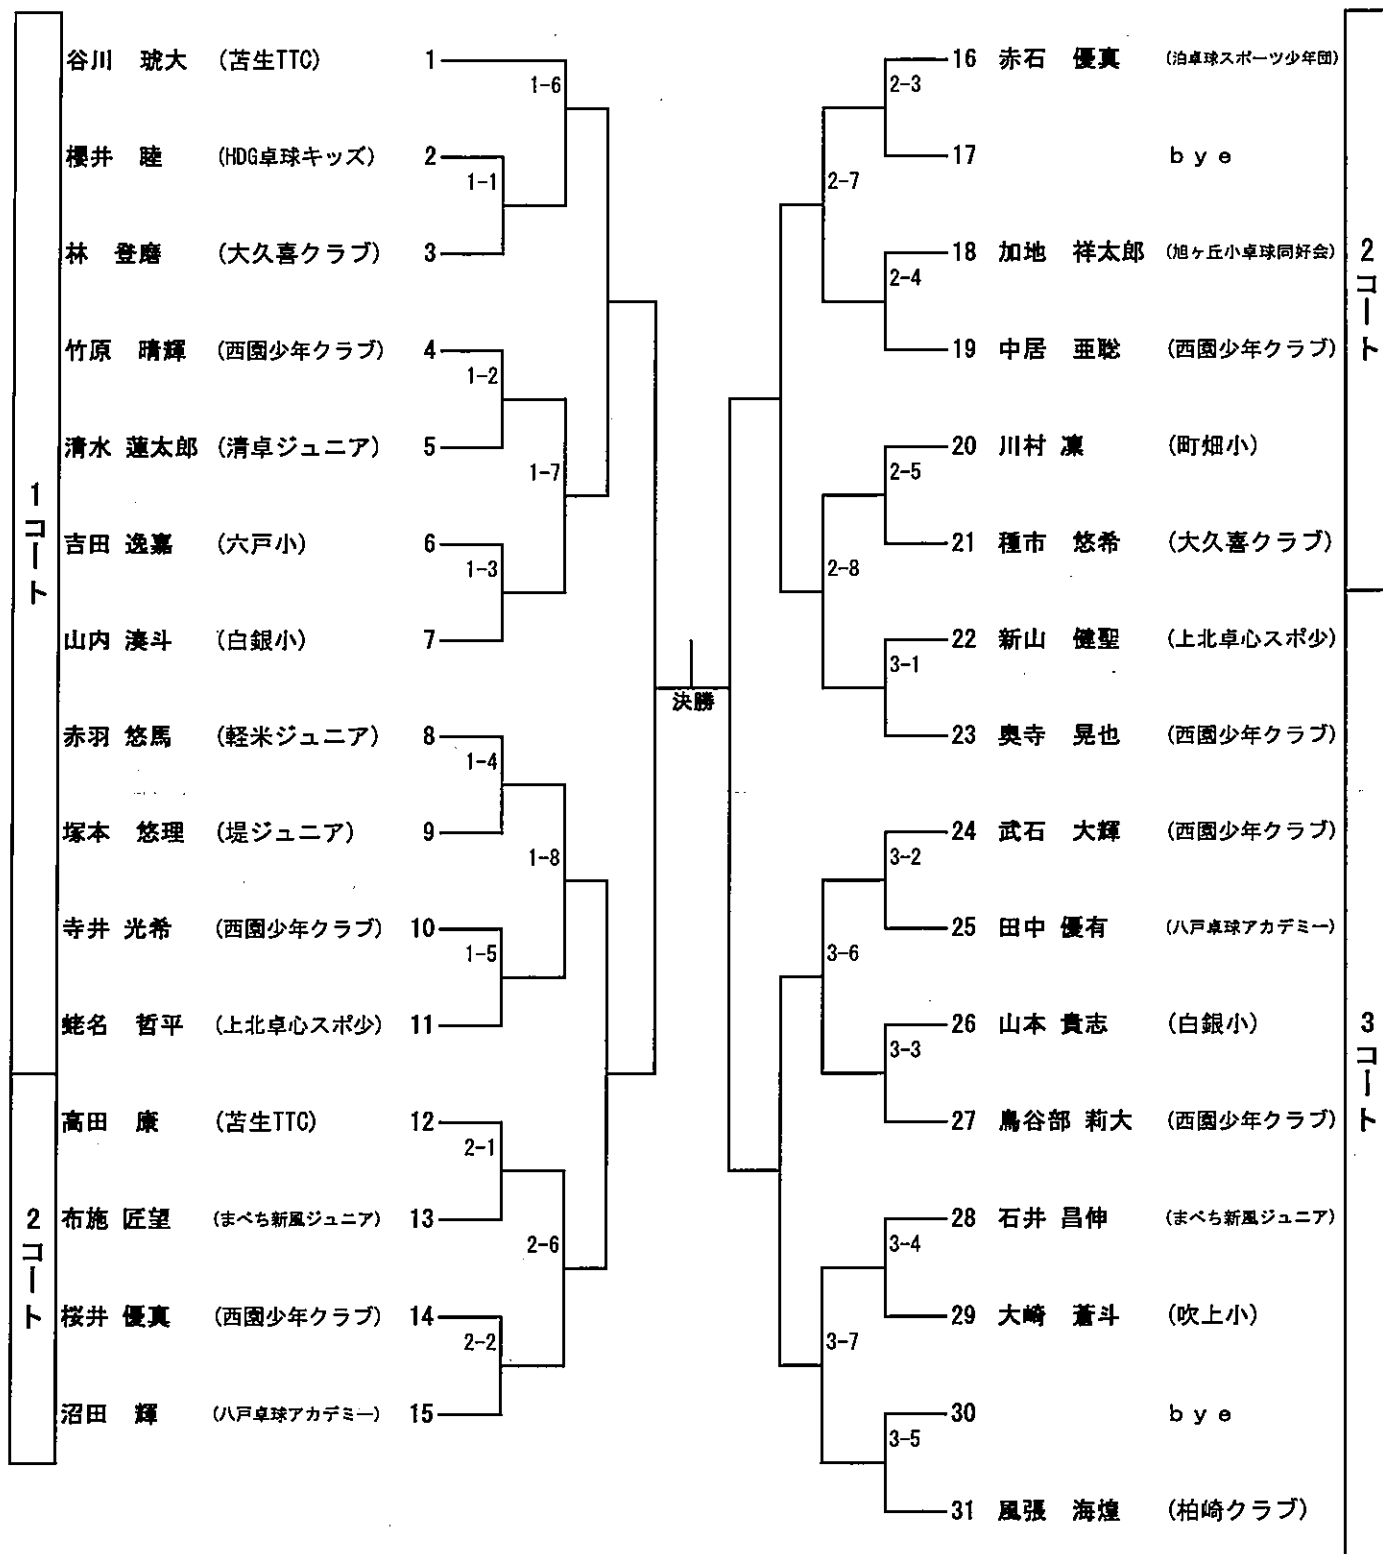 1コート
谷川 琥大 (苫生TTC) 1
1-6
櫻井 睦 (HDG卓球キッズ) 2
1-1
林 登磨 (大久喜クラブ) 3
竹原 晴輝 (西園少年クラブ) 4
1-2
清水 蓮太郎 (清卓ジュニア) 5
1-7
吉田 逸嘉 (六戸小) 6
1-3
山内 湊斗 (白銀小) 7
赤羽 悠馬 (軽米ジュニア) 8
1-4
塚本 悠理 (堤ジュニア) 9
1-8
寺井 光希 (西園少年クラブ) 10
1-5
蛯名 哲平 (上北卓心スポ少) 11
2コート
高田 康 (苫生TTC) 12
2-1
布施 匠望 (まべち新風ジュニア) 13
2-6
桜井 優真 (西園少年クラブ) 14
2-2
沼田 輝 (八戸卓球アカデミー) 15
決勝
2コート
16 赤石 優真 (泊卓球スポーツ少年団)
2-3
17 bye
2-7
18 加地 祥太郎 (旭ヶ丘小卓球同好会)
2-4
19 中居 亜聡 (西園少年クラブ)
20 川村 凜 (町畑小)
2-5
21 種市 悠希 (大久喜クラブ)
2-8
3コート
22 新山 健聖 (上北卓心スポ少)
3-1
23 奥寺 晃也 (西園少年クラブ)
24 武石 大輝 (西園少年クラブ)
3-2
25 田中 優有 (八戸卓球アカデミー)
3-6
26 山本 貴志 (白銀小)
3-3
27 鳥谷部 莉大 (西園少年クラブ)
28 石井 昌伸 (まべち新風ジュニア)
3-4
29 大崎 蒼斗 (吹上小)
3-7
30 bye
3-5
31 風張 海煌 (柏崎クラブ)